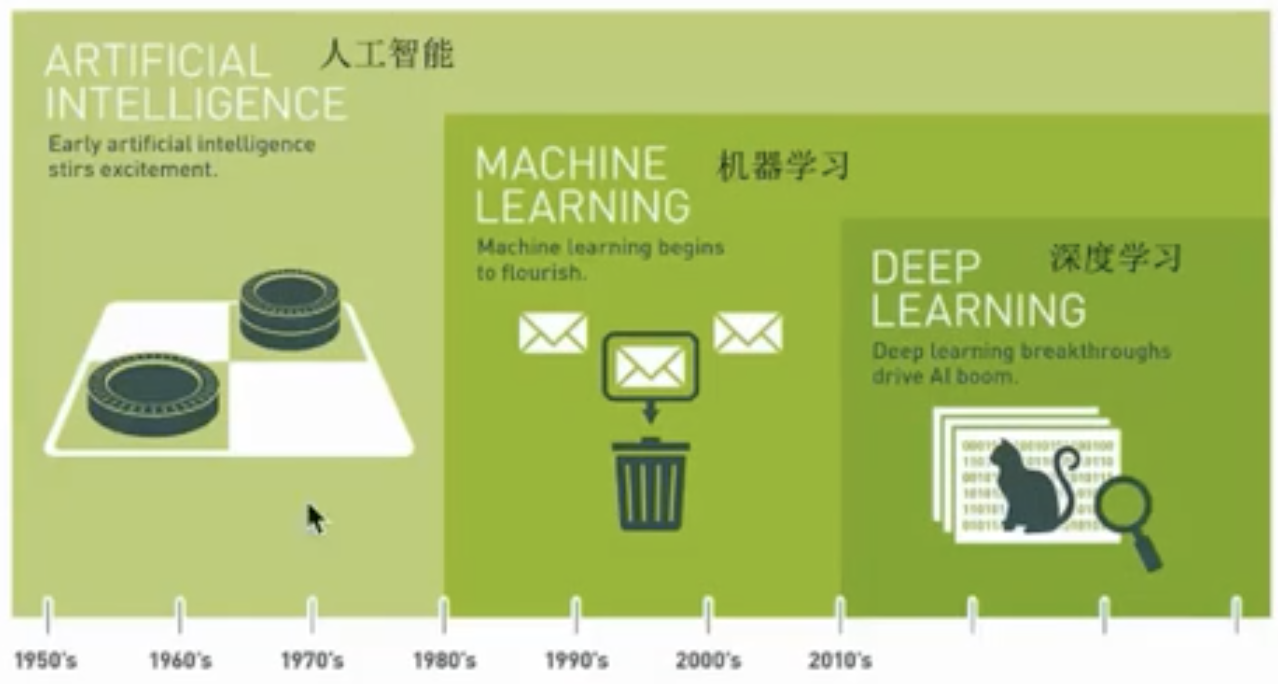 ARTIFICIAL 人工智能
INTELLIGENCE
Early artificial intelligence
stirs excitement.
MACHINE 机器学习
LEARNING
Machine learning begins
to flourish.
DEEP 深度学习
LEARNING
Deep learning breakthroughs
drive AI boom.
1950's 1960's 1970's 1980's 1990's 2000's 2010's